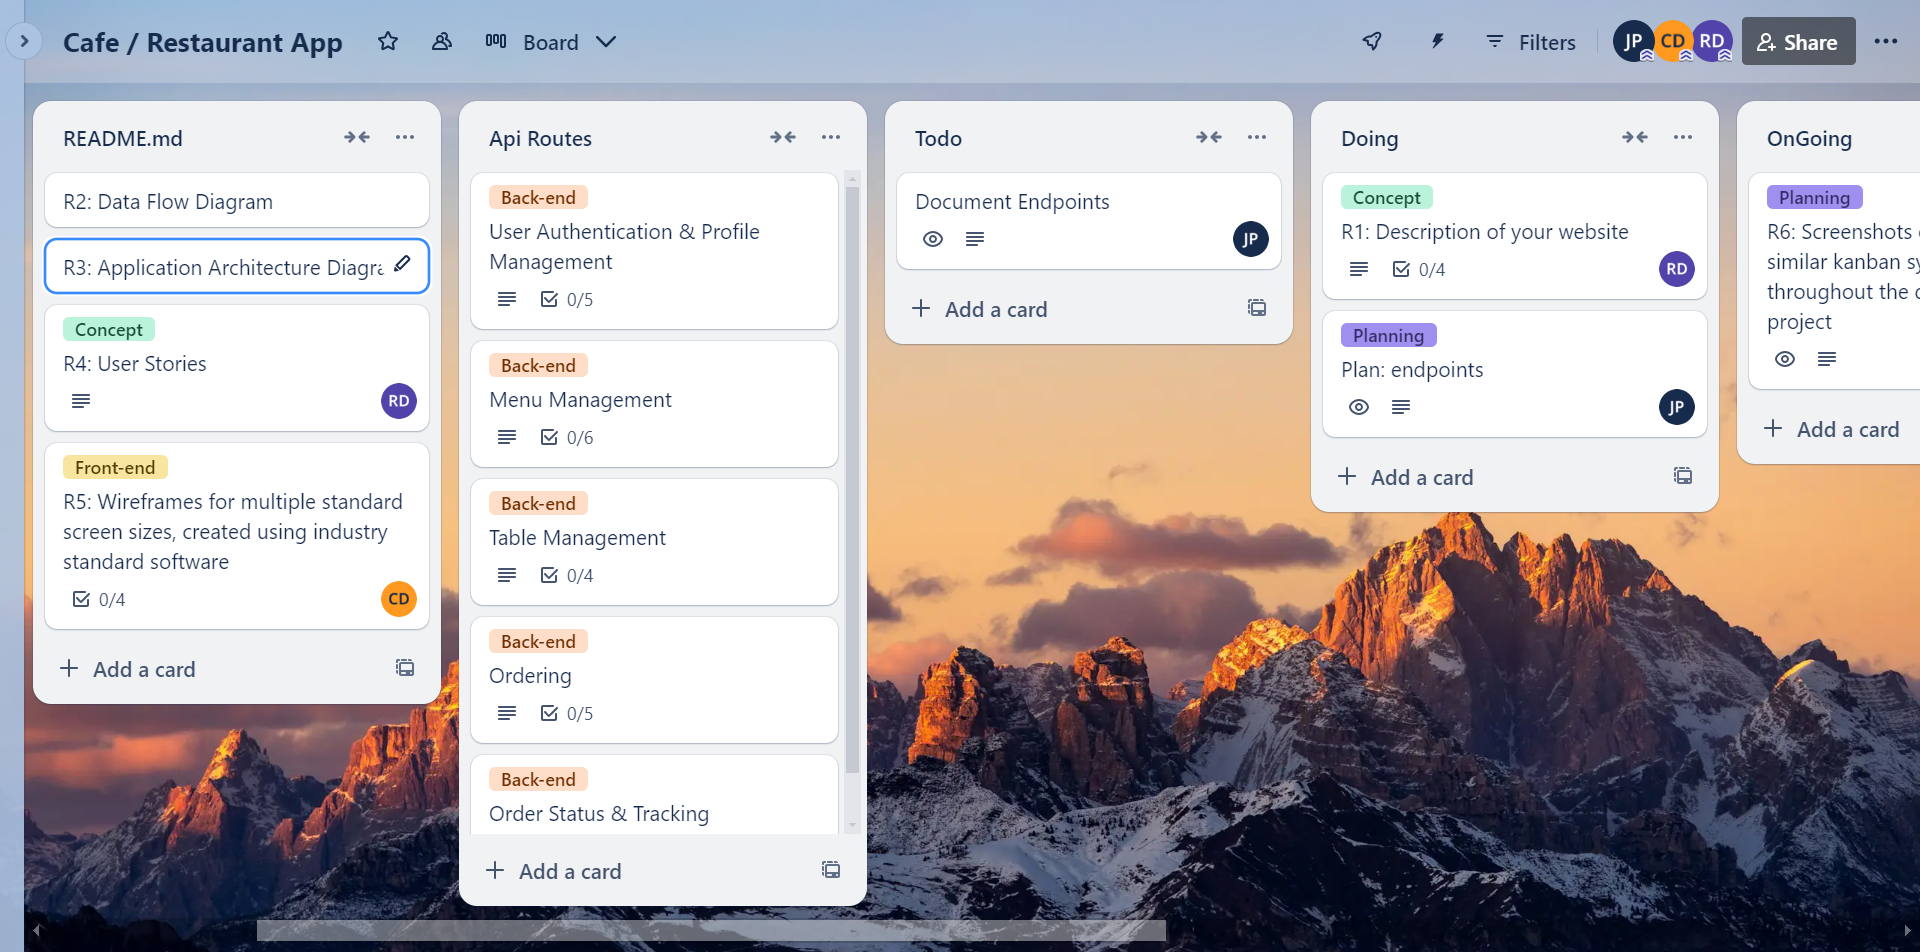 Cafe / Restaurant App
Board
Filters
JP
CD
RD
Share
README.md
R2: Data Flow Diagram
R3: Application Architecture Diagra
Concept
R4: User Stories
RD
Front-end
R5: Wireframes for multiple standard
screen sizes, created using industry
standard software
0/4
CD
Add a card
Api Routes
Back-end
User Authentication & Profile
Management
0/5
Back-end
Menu Management
0/6
Back-end
Table Management
0/4
Back-end
Ordering
0/5
Back-end
Order Status & Tracking
Add a card
Todo
Document Endpoints
JP
Add a card
Doing
Concept
R1: Description of your website
0/4
RD
Planning
Plan: endpoints
JP
Add a card
OnGoing
Planning
R6: Screenshots
similar kanban
throughout the
project
Add a card